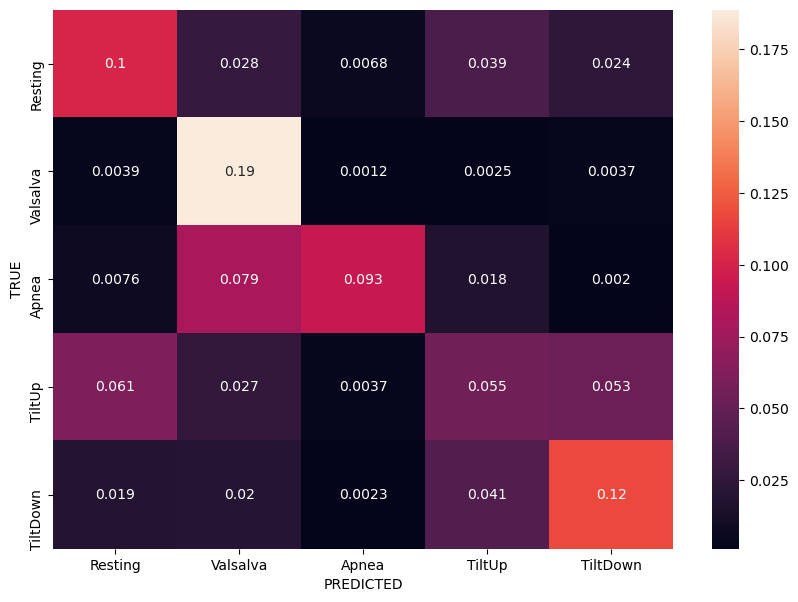 Resting 0.1 0.028 0.0068 0.039 0.024
Valsalva 0.0039 0.19 0.0012 0.0025 0.0037
Apnea 0.0076 0.079 0.093 0.018 0.002
TiltUp 0.061 0.027 0.0037 0.055 0.053
TiltDown 0.019 0.02 0.0023 0.041 0.12
TRUE
Resting Valsalva Apnea TiltUp TiltDown
PREDICTED
0.175
0.150
0.125
0.100
0.075
0.050
0.025